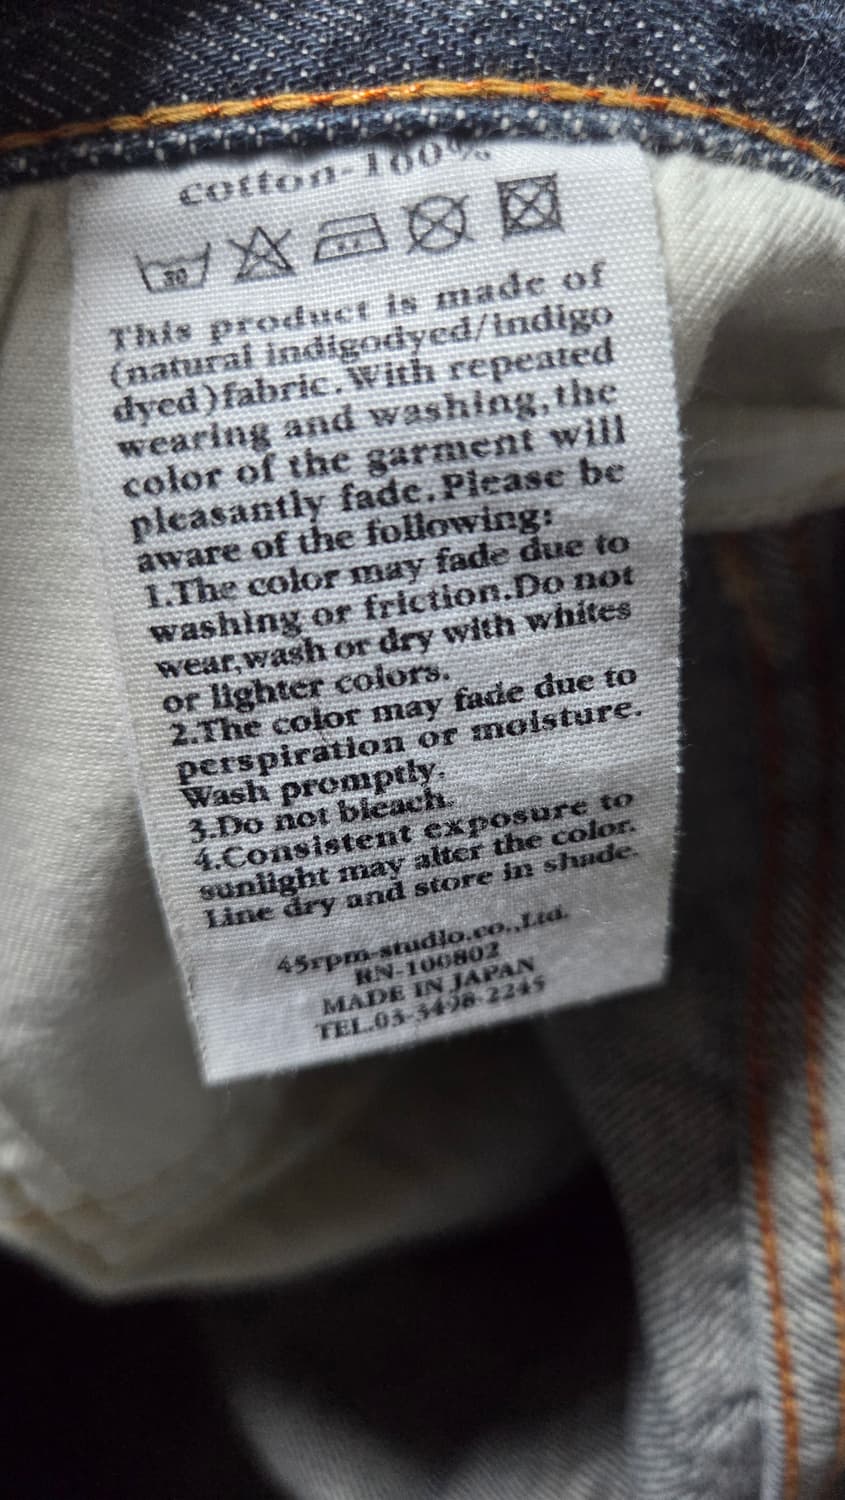 cotton-100%
30
This product is made of
(natural indigodyed/indigo
dyed)fabric.With repeated
wearing and washing,the
color of the garment will
pleasantly fade.Please be
aware of the following:
1.The color may fade due to
washing or friction.Do not
wear,wash or dry with whites
or lighter colors.
2.The color may fade due to
perspiration or moisture.
Wash promptly.
3.Do not bleach.
4.Consistent exposure to
sunlight may alter the color.
Line dry and store in shade.
45rpm-studio.co.,Ltd.
RN-100802
MADE IN JAPAN
TEL.03-3498-2245